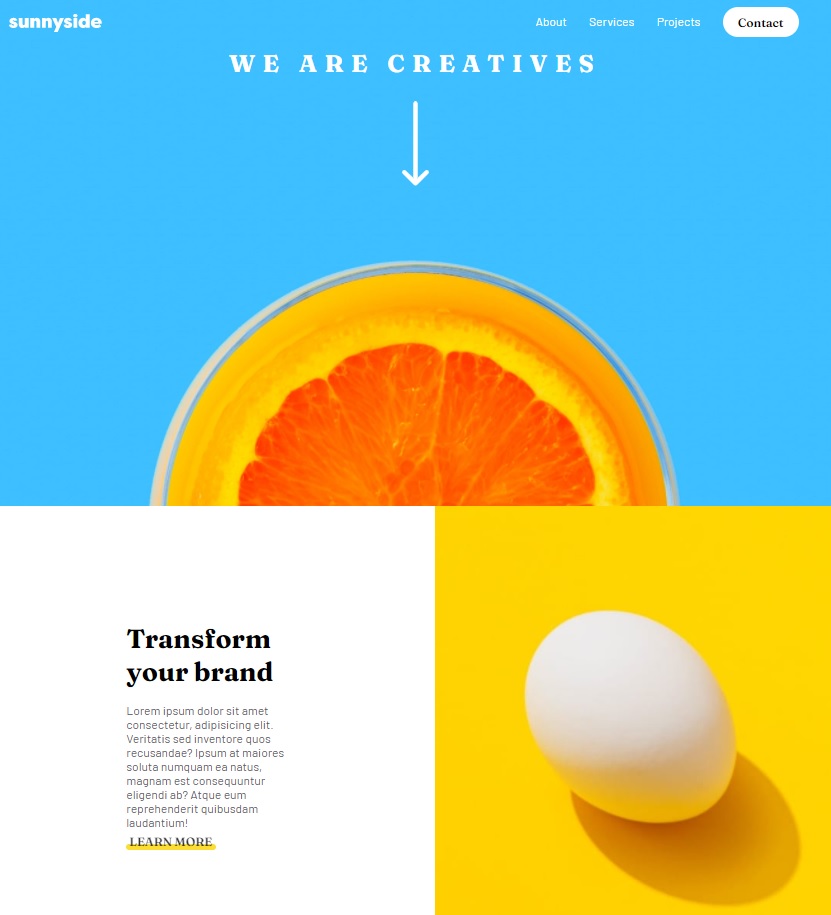 sunnyside
About Services Projects Contact
WE ARE CREATIVES
Transform
your brand
Lorem ipsum dolor sit amet
consectetur, adipisicing elit.
Veritatis sed inventore quos
recusandae? Ipsum at maiores
soluta numquam ea natus,
magnam est consequuntur
eligendi ab? Atque eum
reprehenderit quibusdam
laudantium!
LEARN MORE